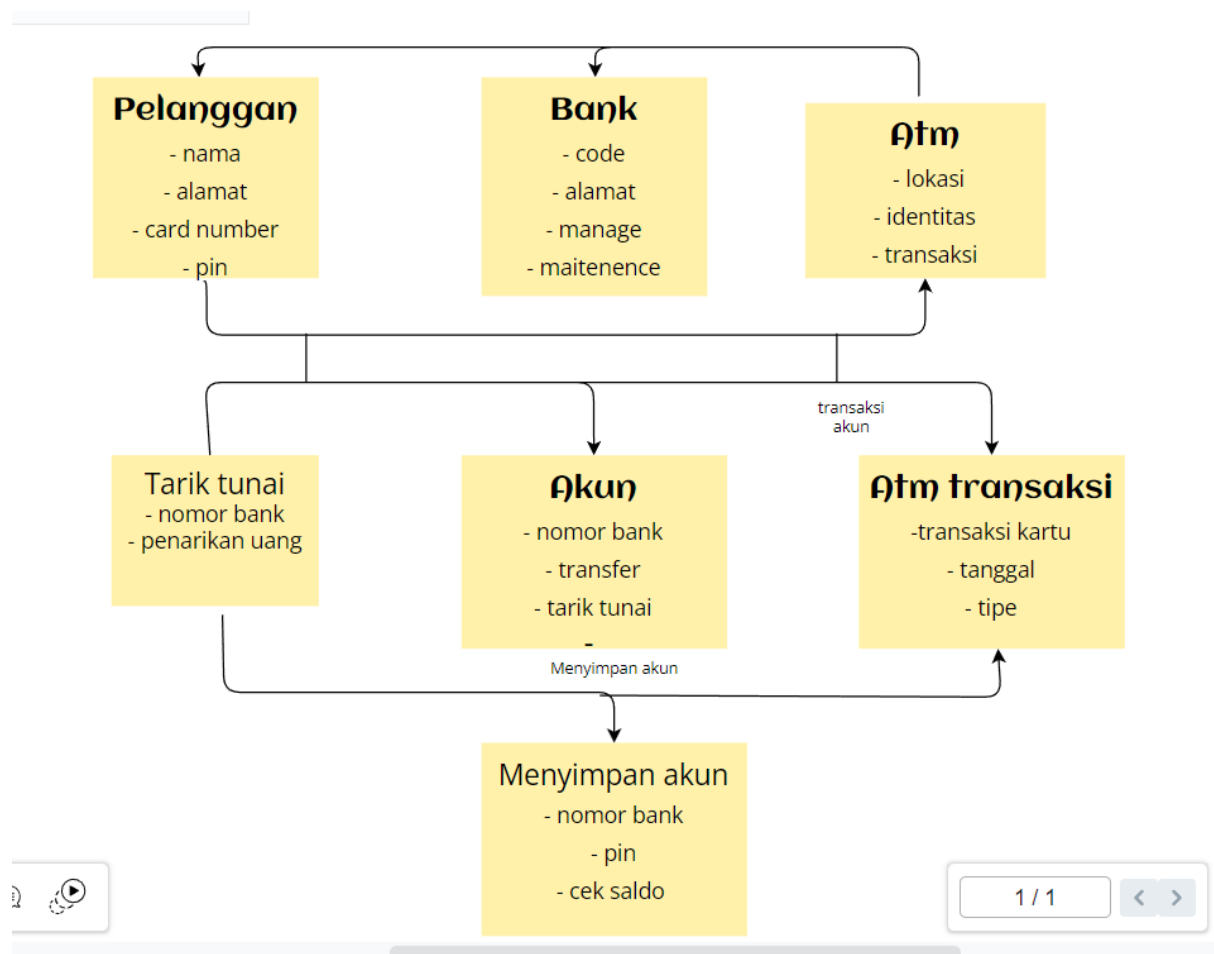 Pelanggan
- nama
- alamat
- card number
- pin
Bank
- code
- alamat
- manage
- maitenence
Atm
- lokasi
- identitas
- transaksi
transaksi
akun
Tarik tunai
- nomor bank
- penarikan uang
Akun
- nomor bank
- transfer
- tarik tunai
-
Atm transaksi
-transaksi kartu
- tanggal
- tipe
Menyimpan akun
Menyimpan akun
- nomor bank
- pin
- cek saldo
1 / 1